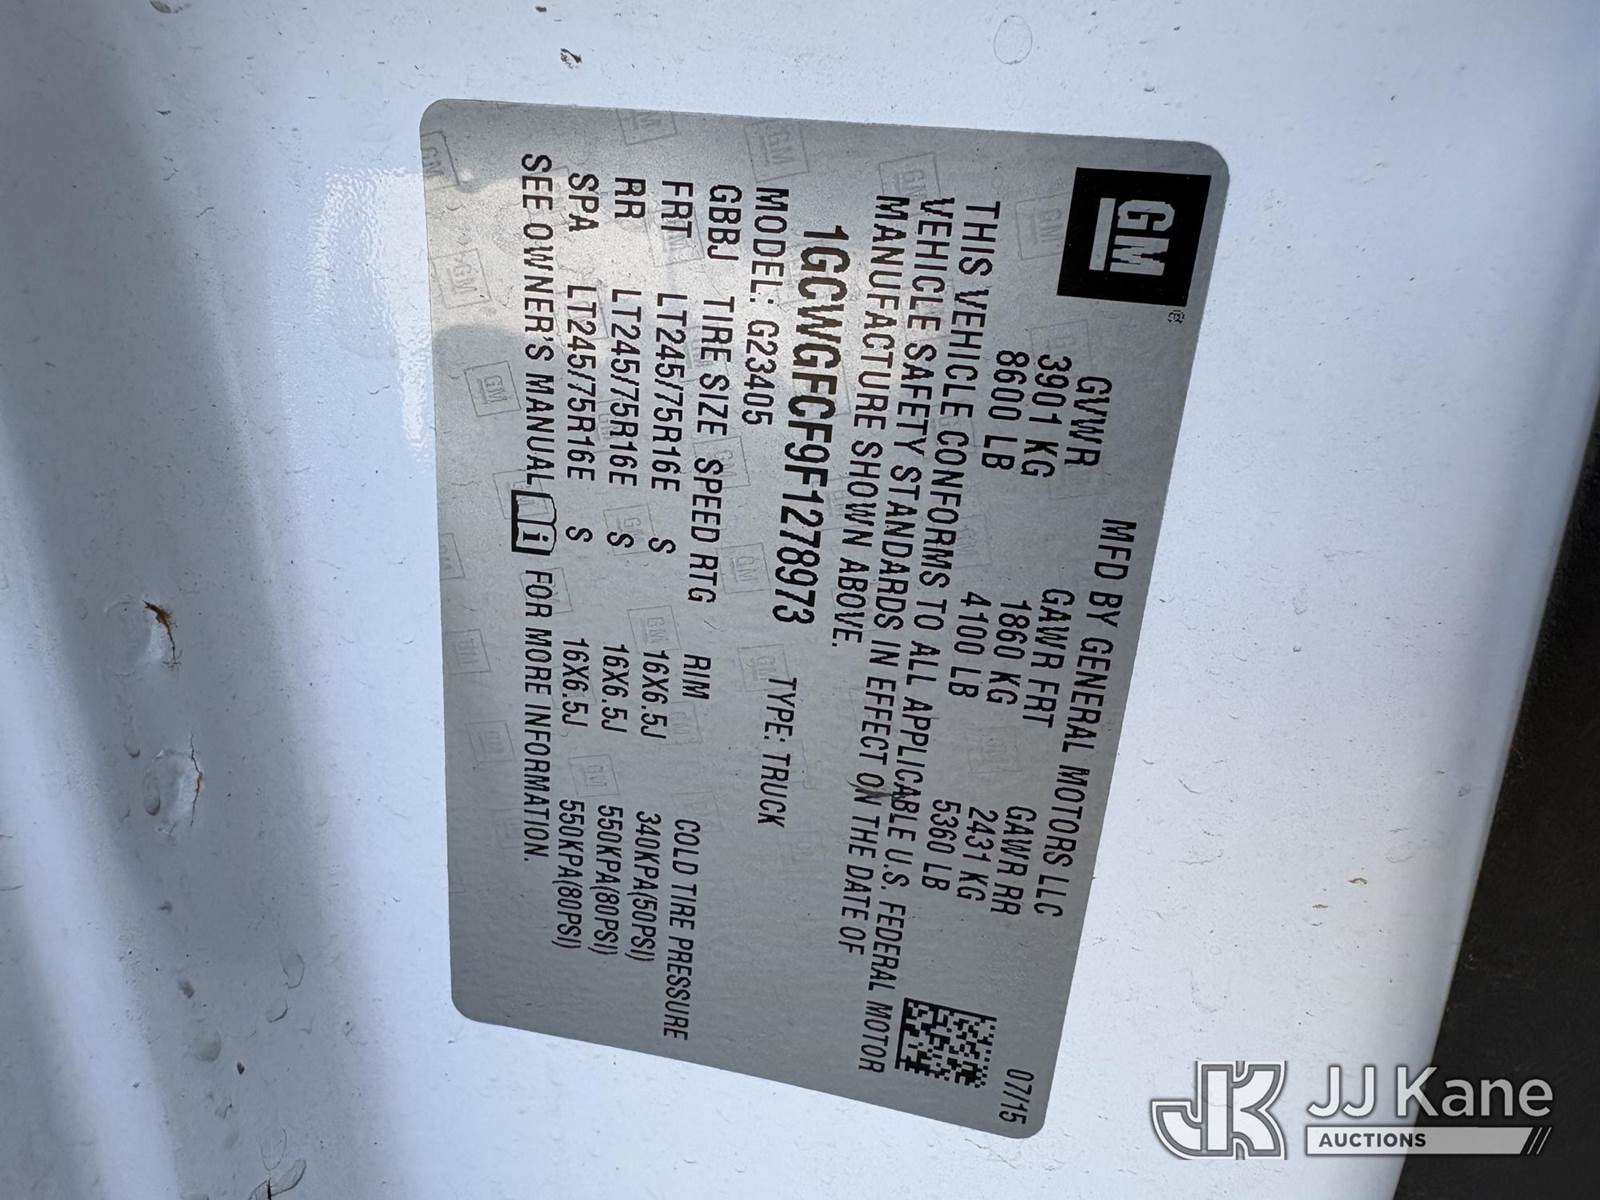 GM
MFD BY GENERAL MOTORS LLC 07/15
GVWR GAWR FRT GAWR RR
3901 KG 1860 KG 2431 KG
8600 LB 4100 LB 5360 LB
THIS VEHICLE CONFORMS TO ALL APPLICABLE U.S. FEDERAL MOTOR
VEHICLE SAFETY STANDARDS IN EFFECT ON THE DATE OF
MANUFACTURE SHOWN ABOVE.
1GCWGFCF9F1278973
MODEL: G23405 TYPE: TRUCK
GBBJ TIRE SIZE SPEED RTG RIM COLD TIRE PRESSURE
FRT LT245/75R16E S 16X6.5J 340KPA(50PSI)
RR LT245/75R16E S 16X6.5J 550KPA(80PSI)
SPA LT245/75R16E S 16X6.5J 550KPA(80PSI)
SEE OWNER'S MANUAL i FOR MORE INFORMATION.
JK JJ Kane
AUCTIONS